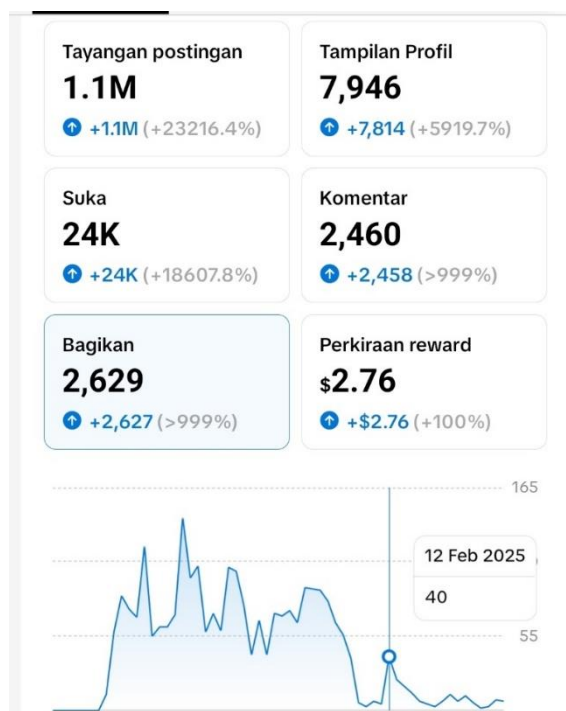 Tayangan postingan
1.1M
+1.1M (+23216.4%)
Tampilan Profil
7,946
+7,814 (+5919.7%)
Suka
24K
+24K (+18607.8%)
Komentar
2,460
+2,458 (>999%)
Bagikan
2,629
+2,627 (>999%)
Perkiraan reward
$2.76
+$2.76 (+100%)
165
12 Feb 2025
40
55